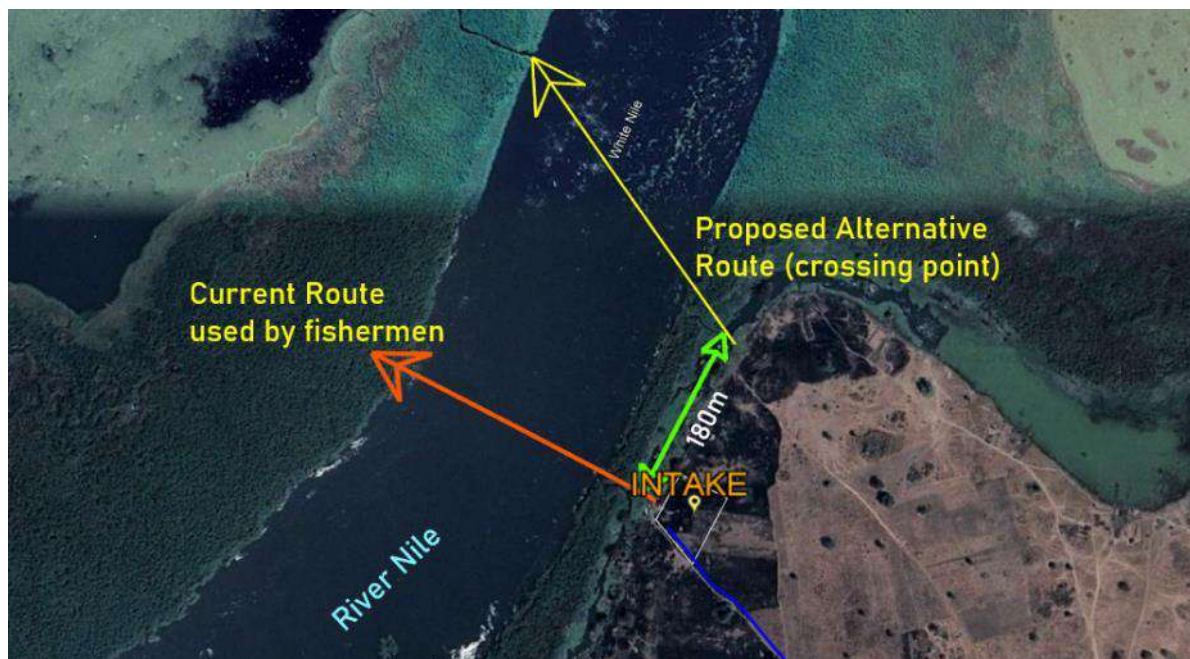 White Nile
Proposed Alternative
Route (crossing point)
Current Route
used by fishermen
180m
INTAKE
River Nile